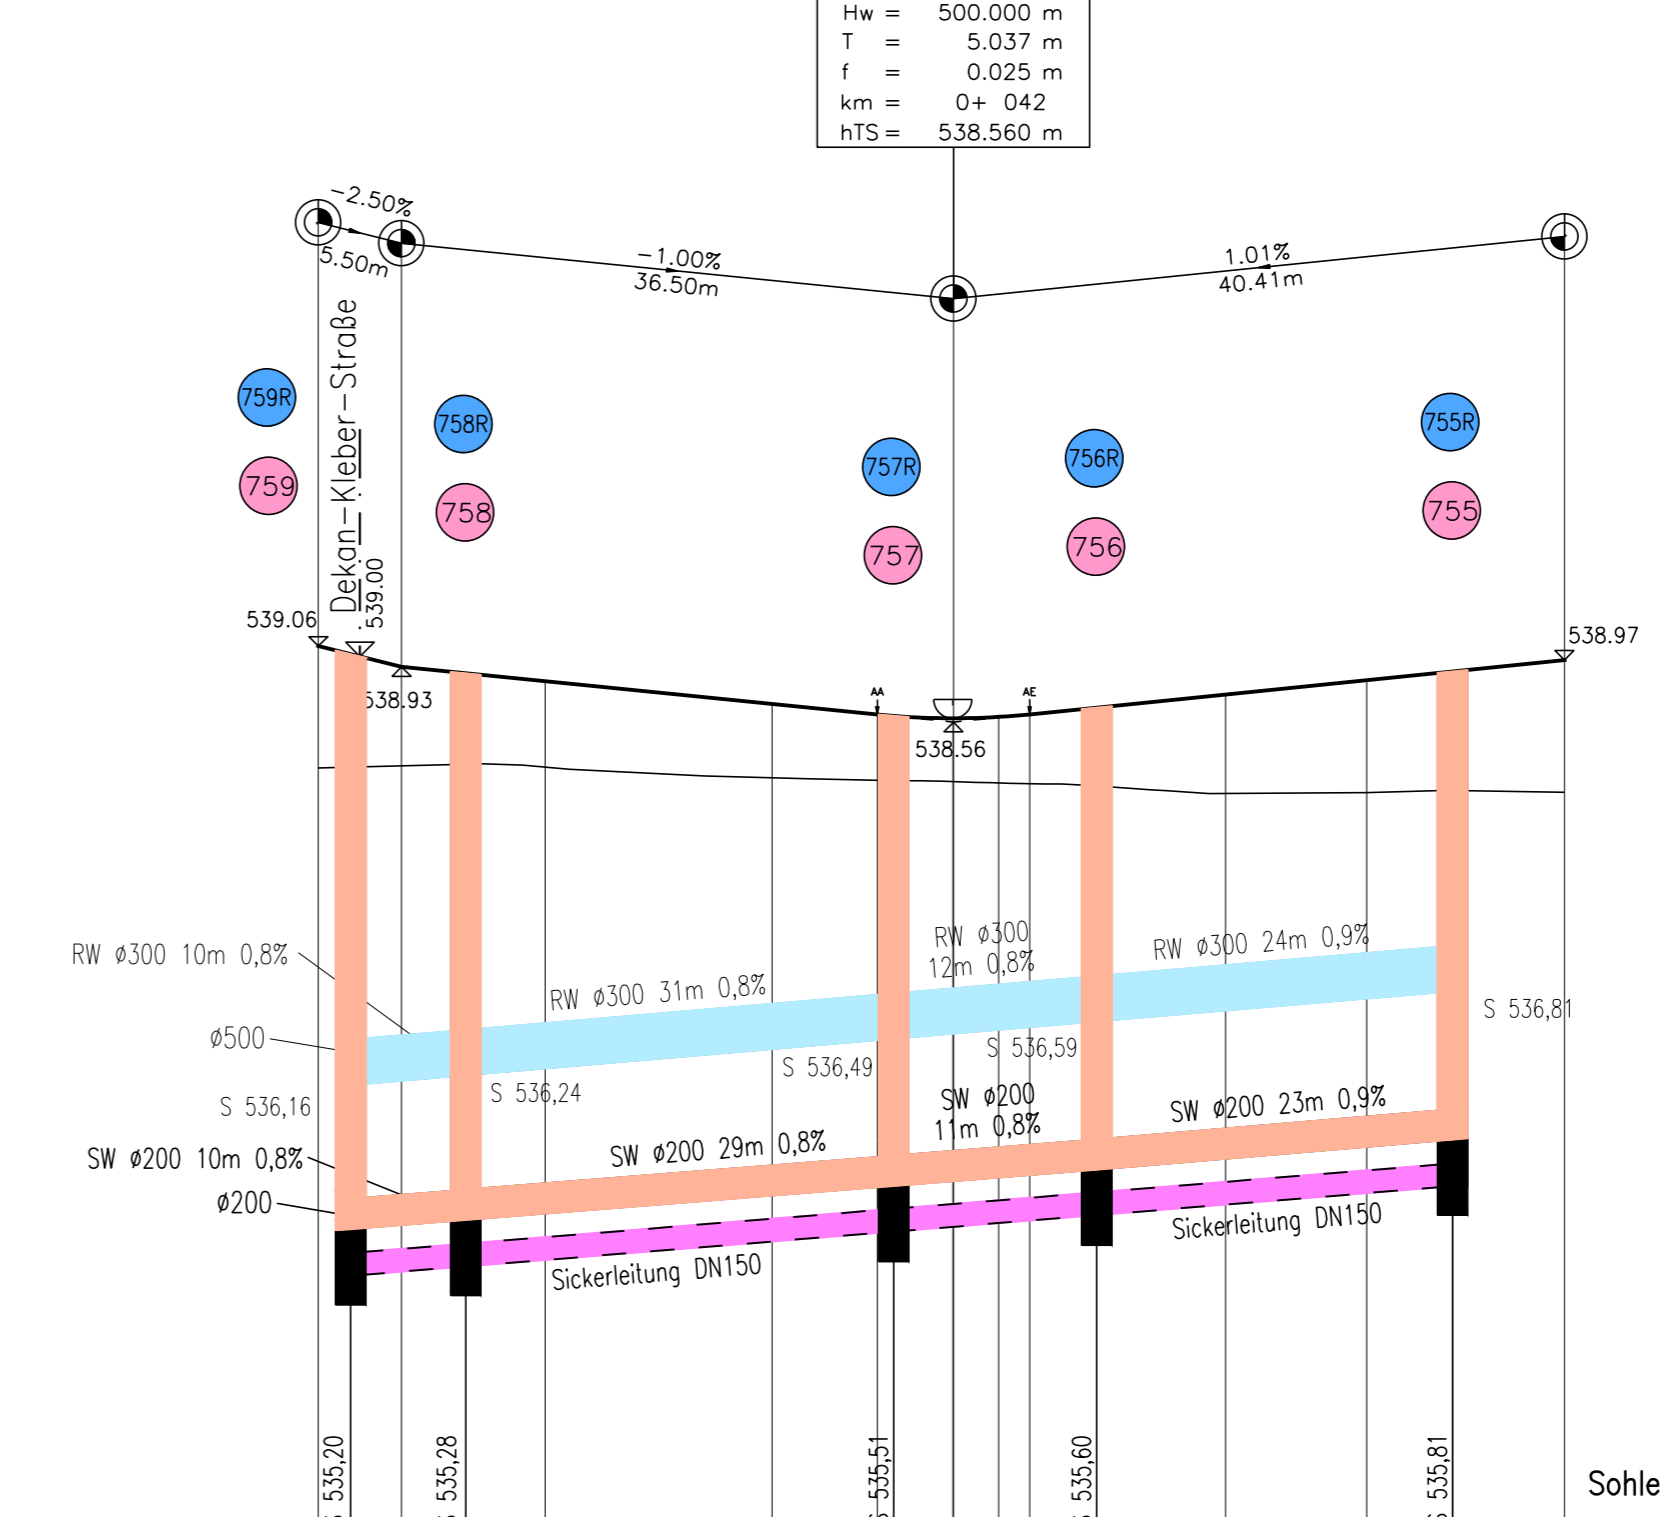 Hw = 500.000 m
T = 5.037 m
f = 0.025 m
km = 0+ 042
hTS = 538.560 m
-2.50%
5.50m
-1.00%
36.50m
1.01%
40.41m
Dekan-Kleber-Straße
759R
758R
757R
756R
755R
759
758
757
756
755
539.06
539.00
538.93
AA
AE
538.56
538.97
RW ø300 10m 0,8%
RW ø300 31m 0,8%
RW ø300
12m 0,8%
RW ø300 24m 0,9%
ø500
S 536,16
S 536,24
S 536,49
S 536,59
S 536,81
SW ø200 10m 0,8%
ø200
SW ø200 29m 0,8%
SW ø200
11m 0,8%
SW ø200 23m 0,9%
Sickerleitung DN150
Sickerleitung DN150
535,20
535,28
535,51
535,60
535,81
Sohle